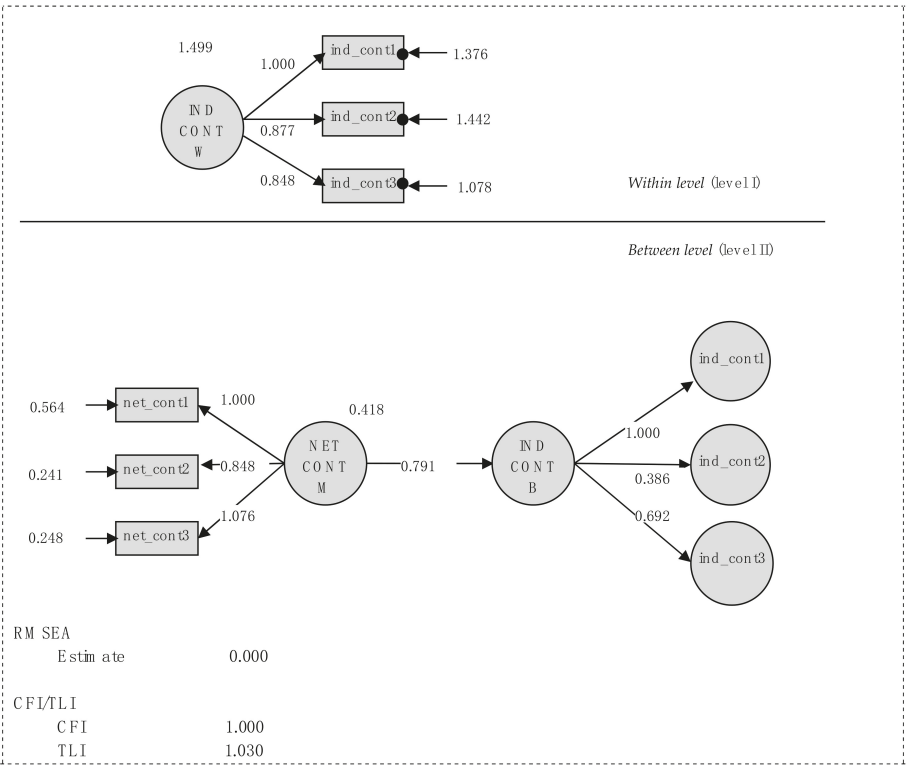 1.499
1.000
ind_cont1
1.376
IND
CONT
W
0.877
ind_cont2
1.442
0.848
ind_cont3
1.078
Within level (level I)
Between level (level II)
ind_cont1
0.564
net_cont1
1.000
0.418
1.000
NET
CONT
M
IND
CONT
B
0.241
net_cont2
0.848
0.791
ind_cont2
0.386
0.248
net_cont3
1.076
0.692
ind_cont3
RMSEA
Estimate 0.000
CFI/TLI
CFI 1.000
TLI 1.030